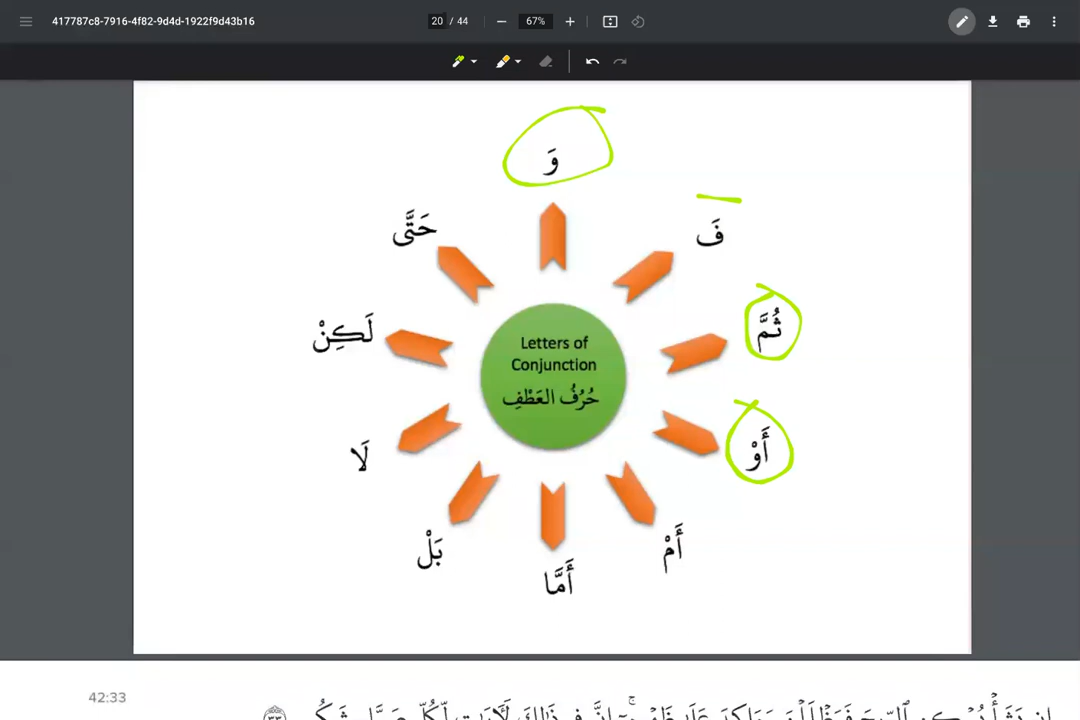 417787c8-7916-4f82-9d4d-1922f9d43b16
20 / 44
67%
وَ
فَ
ثُمَّ
أَوْ
أَمْ
أَمَّا
بَلْ
لَا
لَكِنْ
حَتَّى
Letters of
Conjunction
حُرُفُ العَطْفِ
42:33